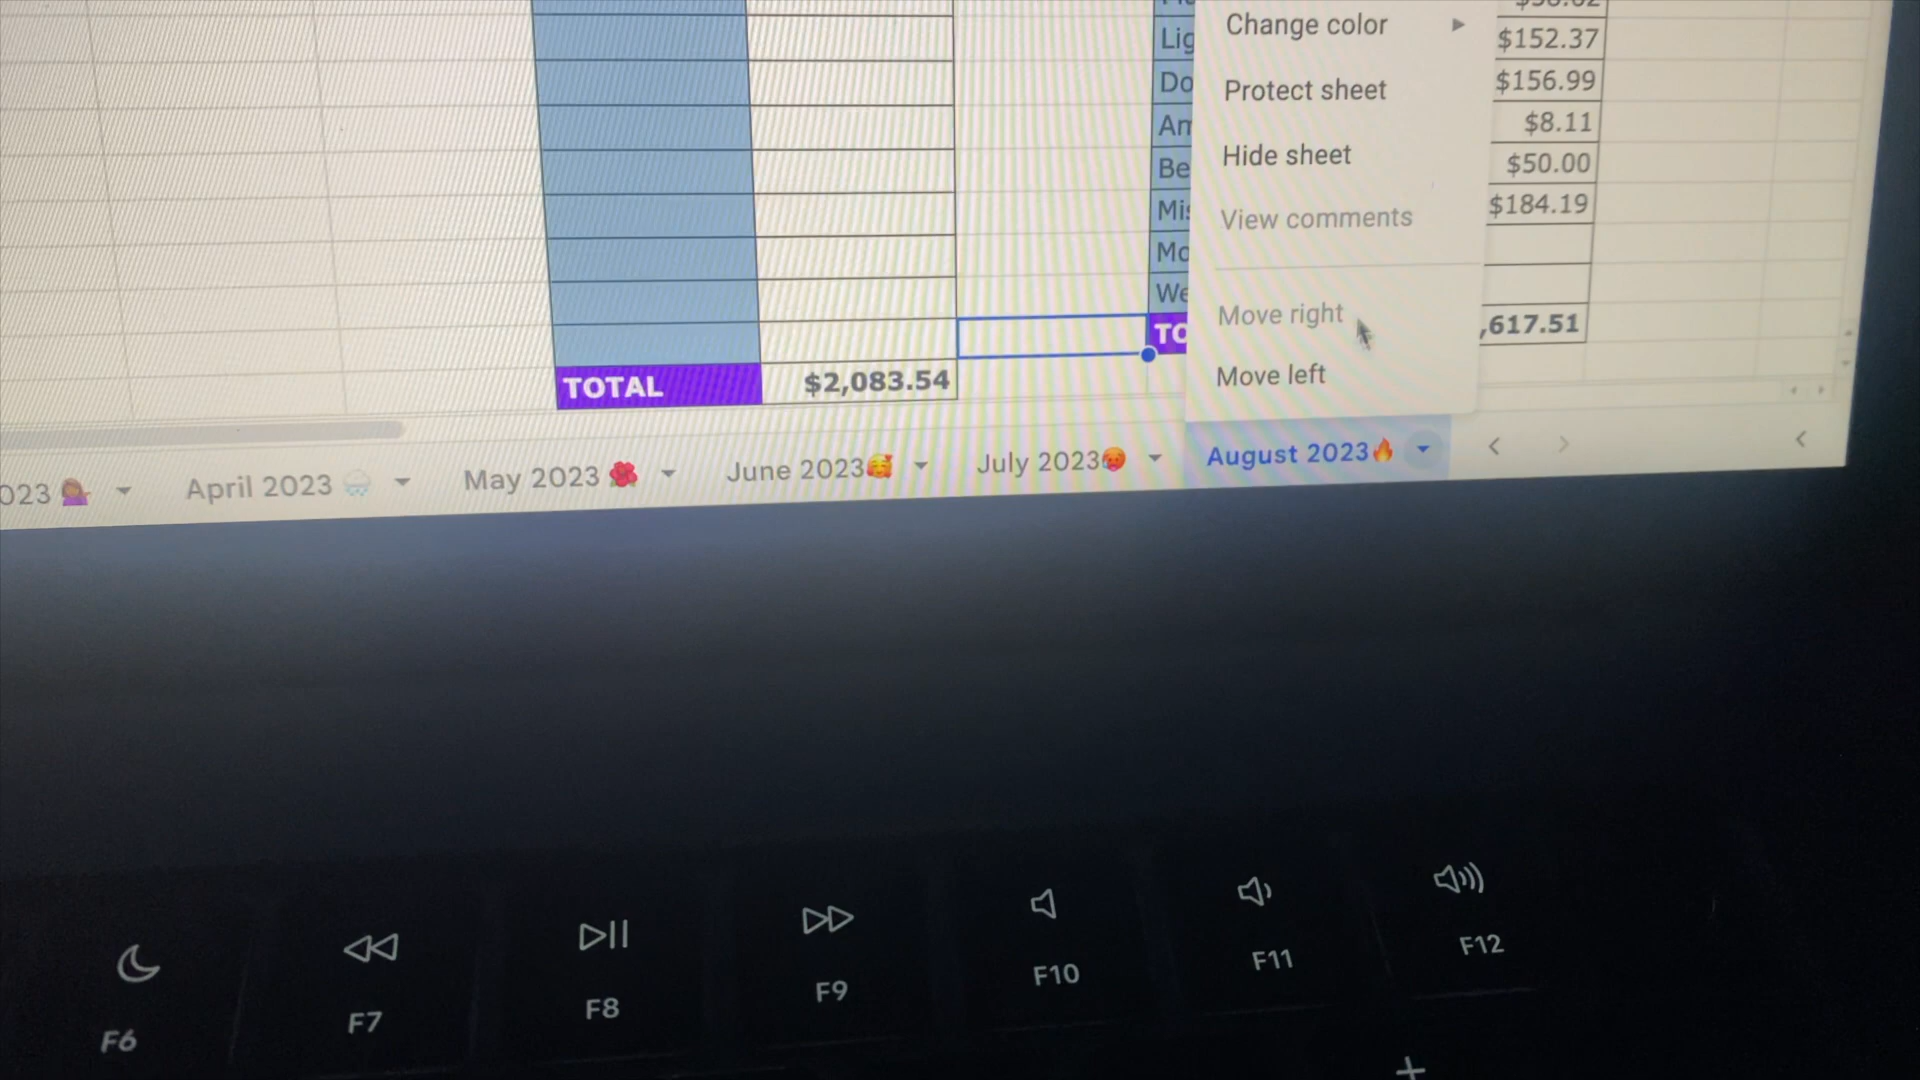 Change color
$152.37
Lig
Protect sheet
$156.99
Do
Am
$8.11
Hide sheet
Be
$50.00
View comments
$184.19
Mis
Mo
We
Move right
TO
,617.51
Move left
TOTAL
$2,083.54
023
April 2023
May 2023
June 2023
July 2023
August 2023
F6
F7
F8
F9
F10
F11
F12
+